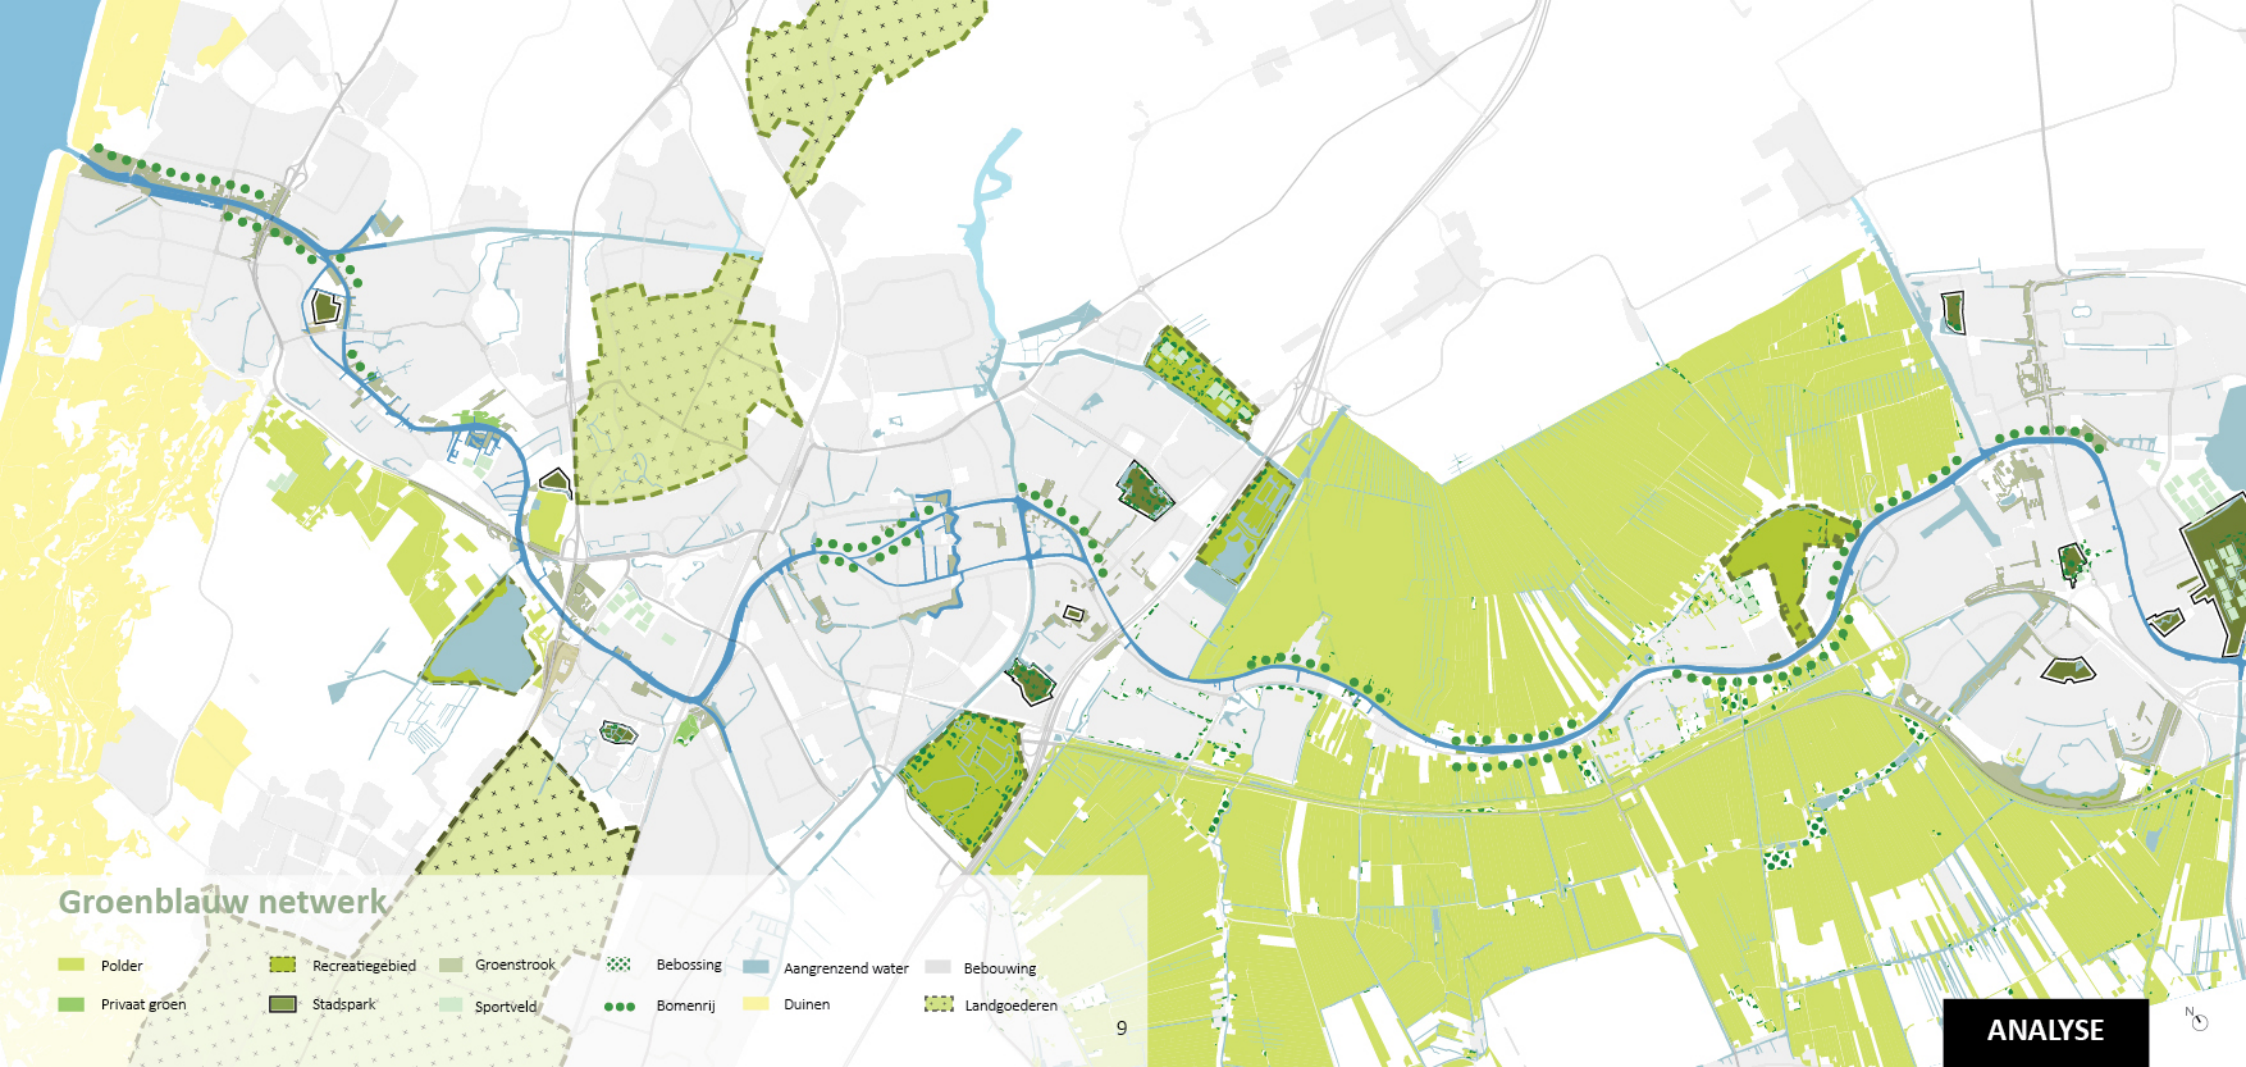 Groenblauw netwerk
Polder
Recreatiegebied
Groenstrook
Bebossing
Aangrenzend water
Bebouwing
Privaat groen
Stadspark
Sportveld
Bomenrij
Duinen
Landgoederen
9
ANALYSE
N